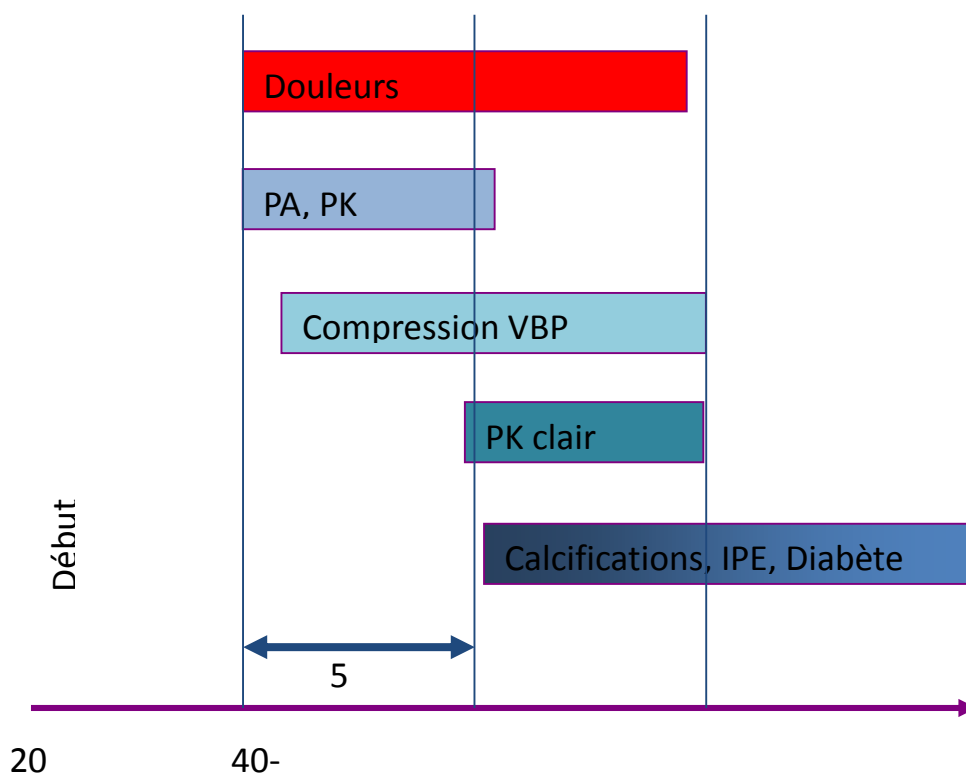 Douleurs
PA, PK
Compression VBP
PK clair
Calcifications, IPE, Diabète
Début
5
20
40-